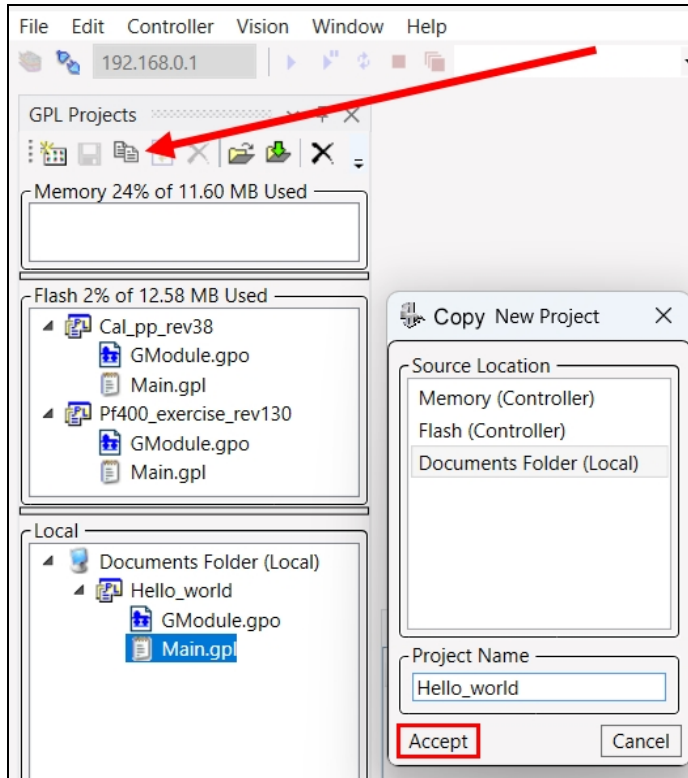 File Edit Controller Vision Window Help
192.168.0.1
GPL Projects
Memory 24% of 11.60 MB Used
Flash 2% of 12.58 MB Used
Cal_pp_rev38
GModule.gpo
Main.gpl
Pf400_exercise_rev130
GModule.gpo
Main.gpl
Local
Documents Folder (Local)
Hello_world
GModule.gpo
Main.gpl
Copy New Project
Source Location
Memory (Controller)
Flash (Controller)
Documents Folder (Local)
Project Name
Hello_world
Accept Cancel